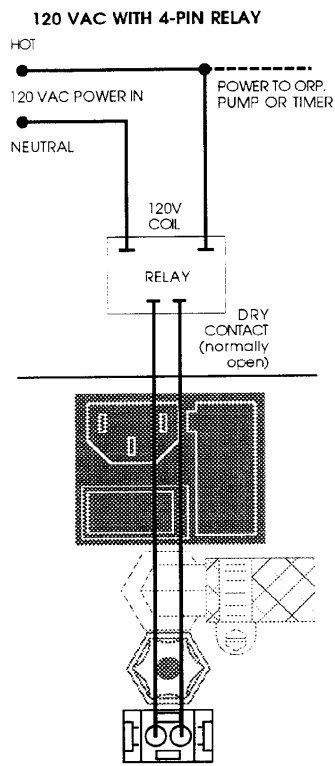 120 VAC WITH 4-PIN RELAY
HOT
POWER TO ORP,
PUMP OR TIMER
120 VAC POWER IN
NEUTRAL
120V
COIL
RELAY
DRY
CONTACT
(normally
open)